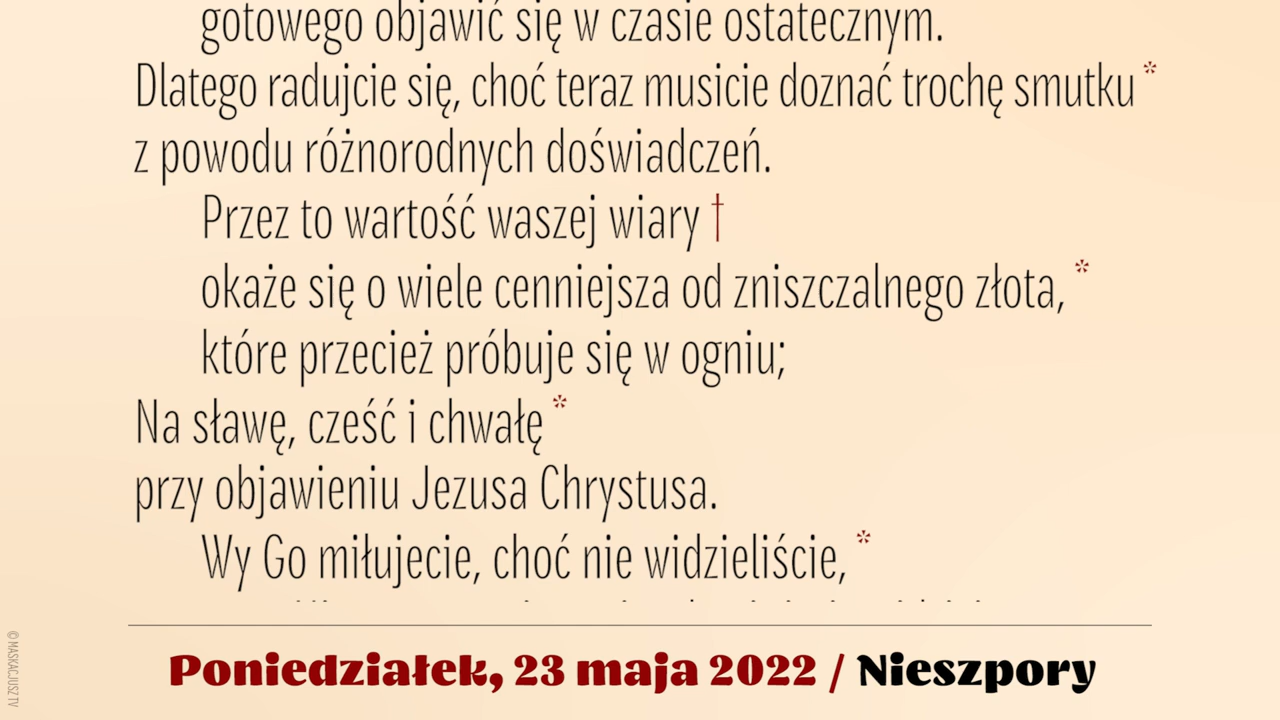 gotowego objawić się w czasie ostatecznym.
Dlatego radujcie się, choć teraz musicie doznać trochę smutku *
z powodu różnorodnych doświadczeń.
Przez to wartość waszej wiary †
okaże się o wiele cenniejsza od zniszczalnego złota, *
które przecież próbuje się w ogniu;
Na sławę, cześć i chwałę *
przy objawieniu Jezusa Chrystusa.
Wy Go miłujecie, choć nie widzieliście, *
Poniedziałek, 23 maja 2022 / Nieszpory
© MASKACJUSZ TV